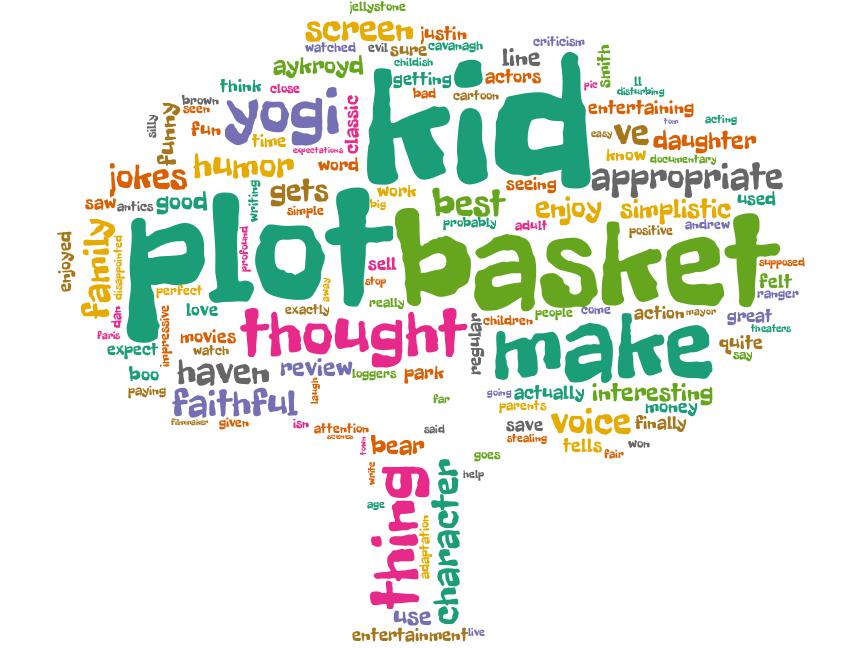 jellystone
screen justin
watched evil sure cavanagh criticism
aykroyd childish line smith
think close getting actors pic ll disturbing
brown seen bad cartoon entertaining
silly funny fun yogi classic kid tom acting
time easy ve daughter
expectations know documentary
jokes humor word seeing appropriate
saw antics good writing gets work best enjoy simplistic used
simple big probably adult positive andrew
enjoyed family disappointed plot profound sell basket supposed
perfect stop away felt
love exactly really people come action mayor ranger
dan impressive thought regular children great theaters
faris movies make quite
expect watch say
boo haven review loggers park going actually interesting
paying laugh far parents money
faithful save voice finally
filmmaker given isn attention said stealing tells won
scenes town bear goes fair
write thing character help
age adaptation
use
entertainment live